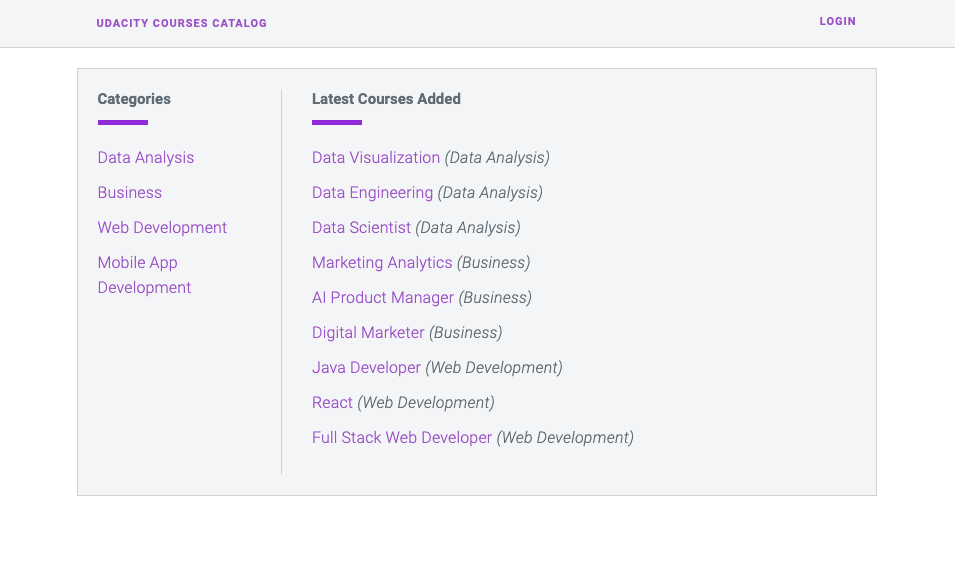 UDACITY COURSES CATALOG
LOGIN
Categories
Data Analysis
Business
Web Development
Mobile App
Development
Latest Courses Added
Data Visualization (Data Analysis)
Data Engineering (Data Analysis)
Data Scientist (Data Analysis)
Marketing Analytics (Business)
AI Product Manager (Business)
Digital Marketer (Business)
Java Developer (Web Development)
React (Web Development)
Full Stack Web Developer (Web Development)